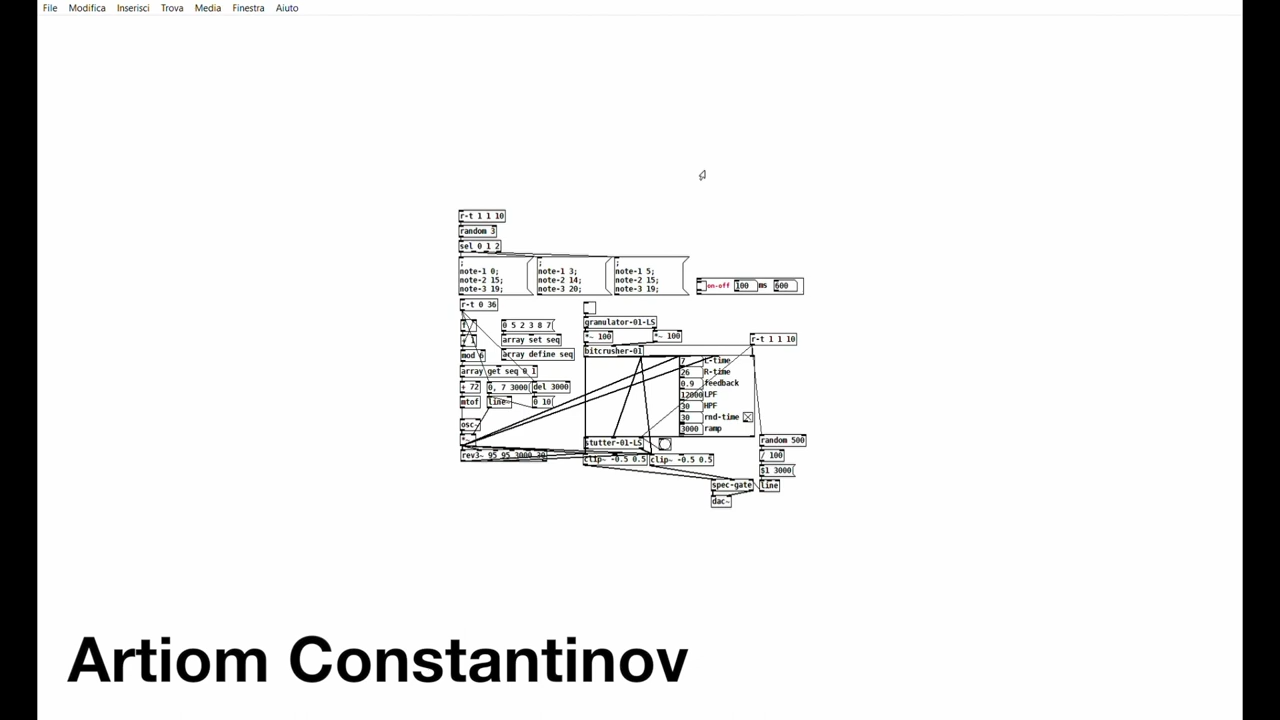 File Modifica Inserisci Trova Media Finestra Aiuto
r-t 1 1 10
random 3
sel 0 1 2
; ; ;
note-1 0; note-1 3; note-1 5;
note-2 15; note-2 14; note-2 15;
note-3 19; note-3 20; note-3 19;
on-off 100 ms 600
r-t 0 36
f 0 5 2 3 8 7 granulator-01-LS
+ 1 array set seq *~ 100 *~ 100 r-t 1 1 10
mod 6 array define seq bitcrusher-01
7 L-time
array get seq 0 1 26 R-time
+ 72 0, 7 3000 del 3000 0.9 feedback
mtof line~ 0 10 12000 LPF
30 HPF
osc~ 30 rnd-time
*~ 3000 ramp
stutter-01-LS random 500
rev3~ 95 95 3000 30 clip~ -0.5 0.5 clip~ -0.5 0.5 / 100
$1 3000
spec-gate line
dac~
Artiom Constantinov